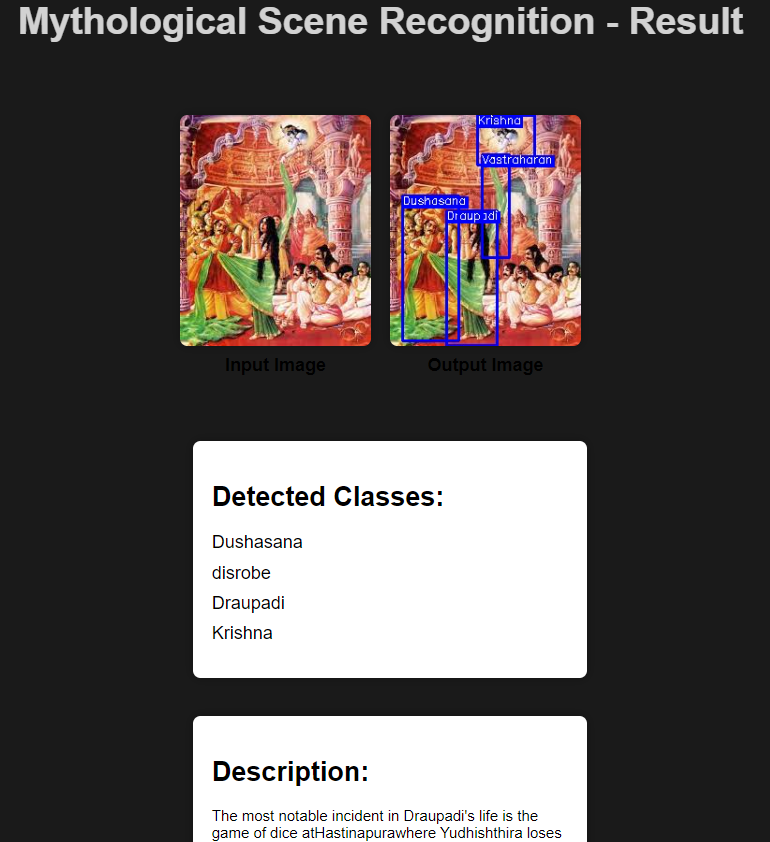 Mythological Scene Recognition - Result
Krishna
Vastraharan
Dushasana
Draupadi
Input Image
Output Image
Detected Classes:
Dushasana
disrobe
Draupadi
Krishna
Description:
The most notable incident in Draupadi's life is the
game of dice atHastinapurawhere Yudhishthira loses